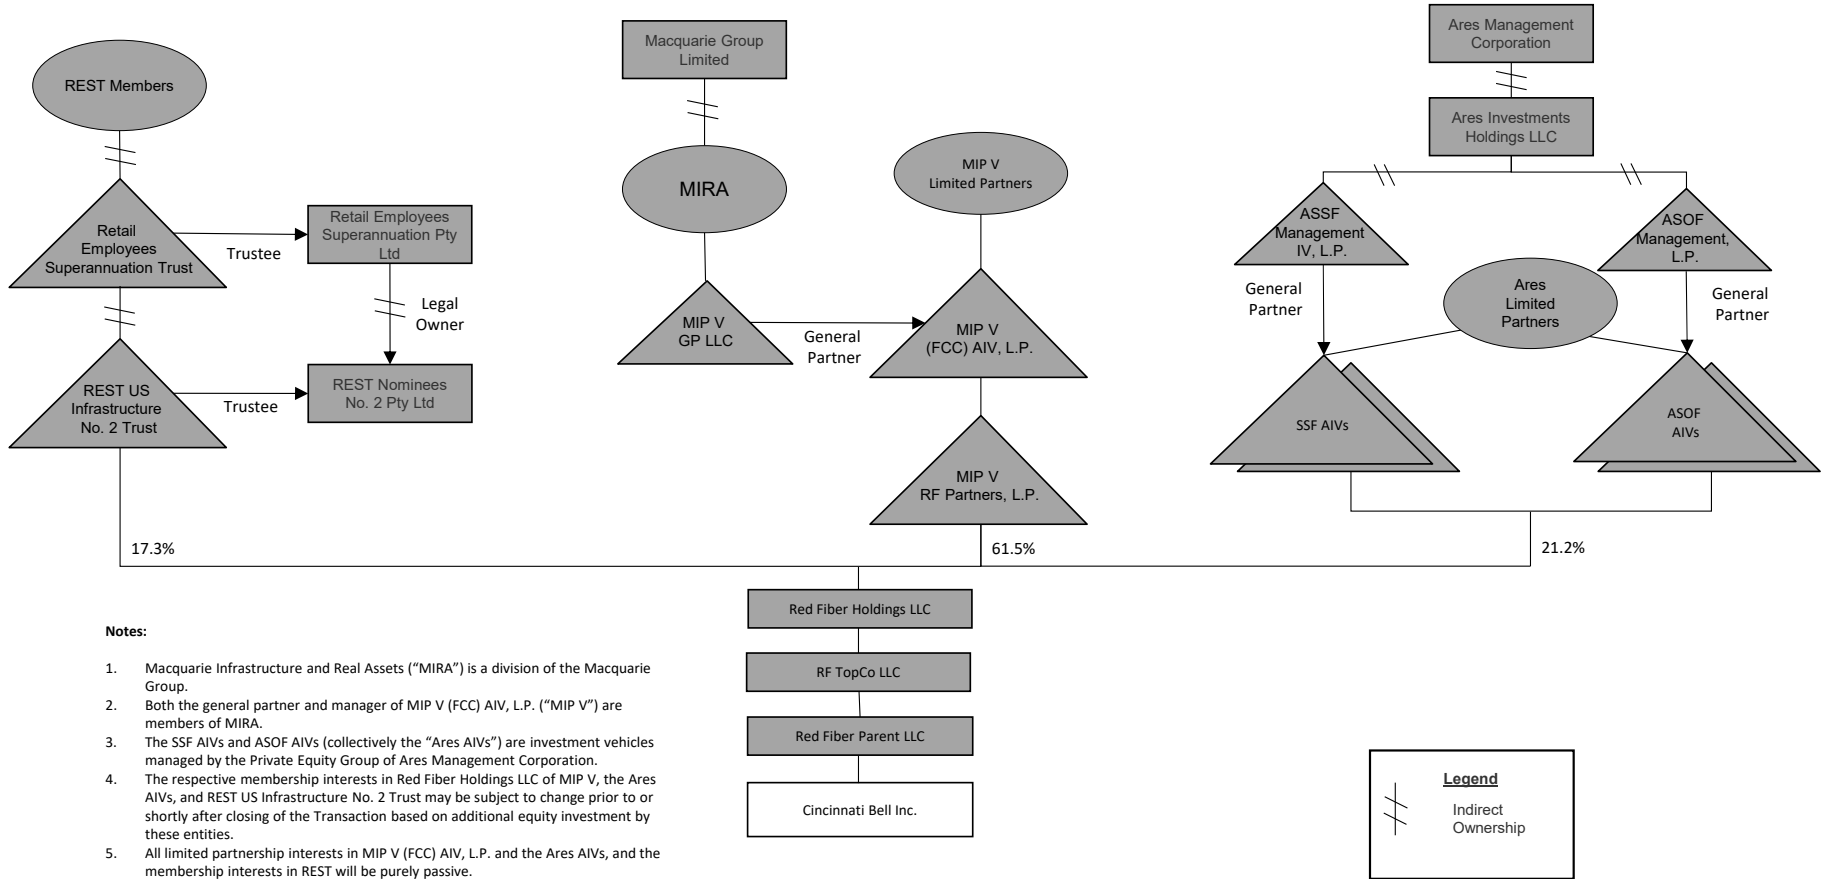 REST Members
Macquarie Group
Limited
Ares Management
Corporation
Ares Investments
Holdings LLC
MIRA
MIP V
Limited Partners
Retail
Employees
Superannuation Trust
Trustee
Retail Employees
Superannuation Pty
Ltd
Legal
Owner
REST US
Infrastructure
No. 2 Trust
Trustee
REST Nominees
No. 2 Pty Ltd
MIP V
GP LLC
General
Partner
MIP V
(FCC) AIV, L.P.
MIP V
RF Partners, L.P.
ASSF
Management
IV, L.P.
ASOF
Management,
L.P.
General
Partner
Ares
Limited
Partners
General
Partner
SSF AIVs
ASOF
AIVs
17.3%
61.5%
21.2%
Red Fiber Holdings LLC
RF TopCo LLC
Red Fiber Parent LLC
Cincinnati Bell Inc.
Notes:
1. Macquarie Infrastructure and Real Assets (“MIRA”) is a division of the Macquarie
Group.
2. Both the general partner and manager of MIP V (FCC) AIV, L.P. (“MIP V”) are
members of MIRA.
3. The SSF AIVs and ASOF AIVs (collectively the “Ares AIVs”) are investment vehicles
managed by the Private Equity Group of Ares Management Corporation.
4. The respective membership interests in Red Fiber Holdings LLC of MIP V, the Ares
AIVs, and REST US Infrastructure No. 2 Trust may be subject to change prior to or
shortly after closing of the Transaction based on additional equity investment by
these entities.
5. All limited partnership interests in MIP V (FCC) AIV, L.P. and the Ares AIVs, and the
membership interests in REST will be purely passive.
Legend
Indirect
Ownership